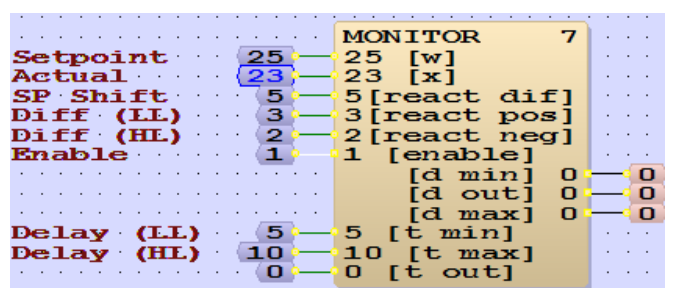 MONITOR 7
Setpoint 25 25 [w]
Actual 23 23 [x]
SP Shift 5 5[react dif]
Diff (LL) 3 3[react pos]
Diff (HL) 2 2[react neg]
Enable 1 1 [enable]
[d min] 0 0
[d out] 0 0
[d max] 0 0
Delay (LL) 5 5 [t min]
Delay (HL) 10 10 [t max]
0 0 [t out]